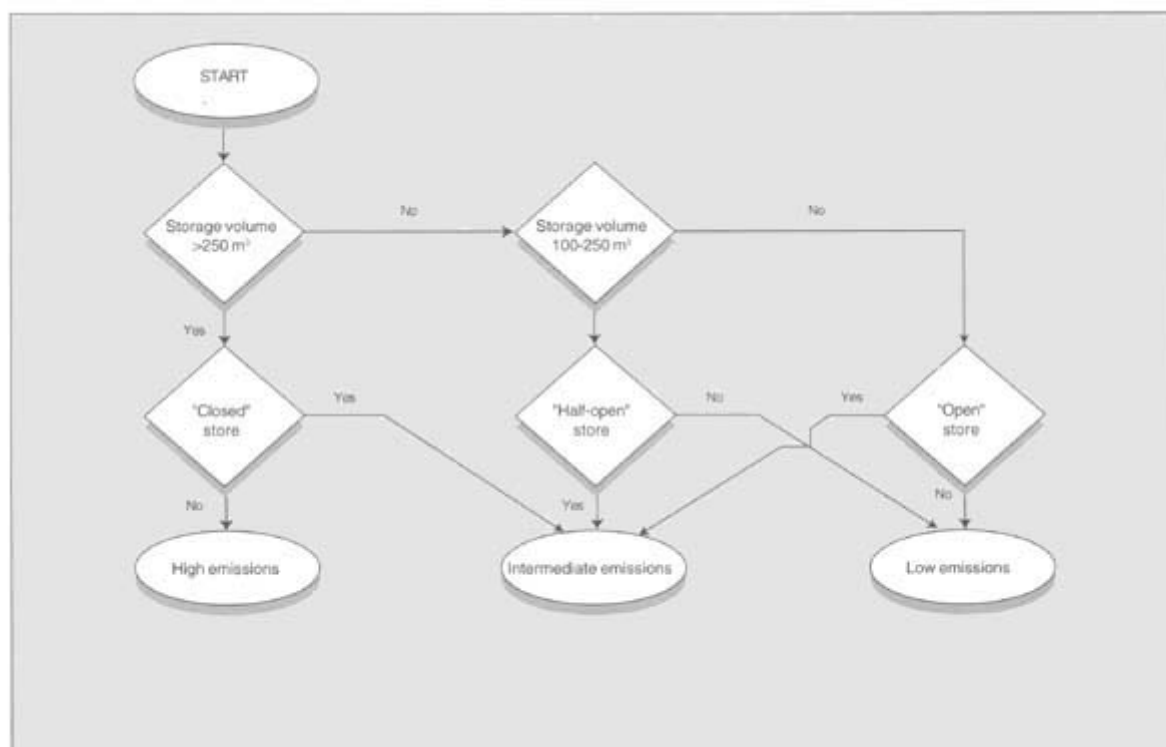 START
Storage volume
>250 m³
No
Storage volume
100-250 m³
No
Yes
"Closed"
store
Yes
"Half-open"
store
No
Yes
"Open"
store
No
Yes
No
High emissions
Intermediate emissions
Low emissions